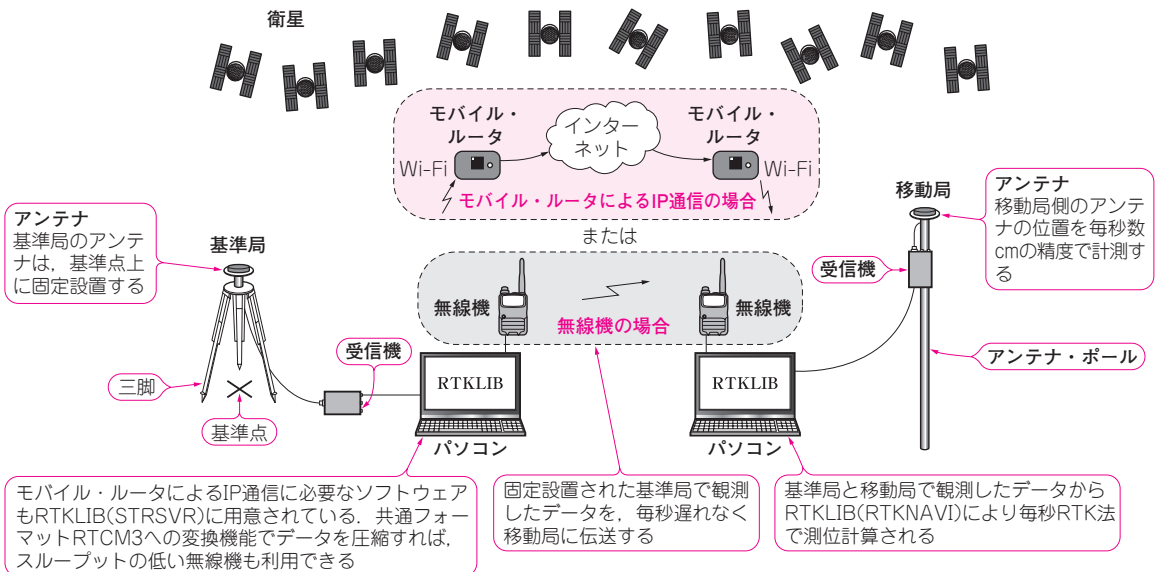 衛星
モバイル・
ルータ
インター
ネット
モバイル・
ルータ
Wi-Fi
Wi-Fi
モバイル・ルータによるIP通信の場合
または
アンテナ
基準局のアンテ
ナは，基準点上
に固定設置する
基準局
移動局
アンテナ
移動局側のアンテ
ナの位置を毎秒数
cmの精度で計測す
る
受信機
無線機
無線機の場合
無線機
受信機
RTKLIB
RTKLIB
アンテナ・ポール
三脚
基準点
パソコン
パソコン
モバイル・ルータによるIP通信に必要なソフトウェア
もRTKLIB(STRSVR)に用意されている．共通フォー
マットRTCM3への変換機能でデータを圧縮すれば，
スループットの低い無線機も利用できる
固定設置された基準局で観測
したデータを，毎秒遅れなく
移動局に伝送する
基準局と移動局で観測したデータから
RTKLIB(RTKNAVI)により毎秒RTK法
で測位計算される